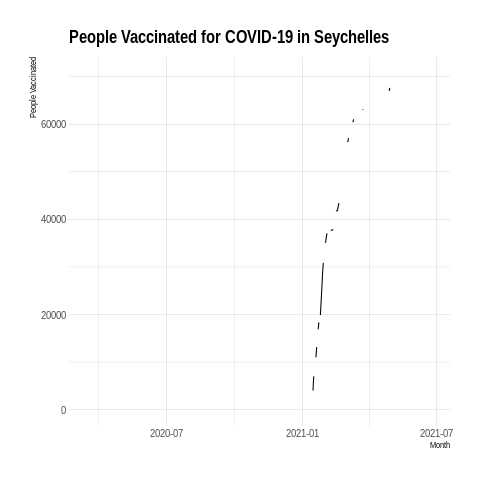 People Vaccinated for COVID-19 in Seychelles
People Vaccinated
60000
40000
20000
0
2020-07
2021-01
2021-07
Month